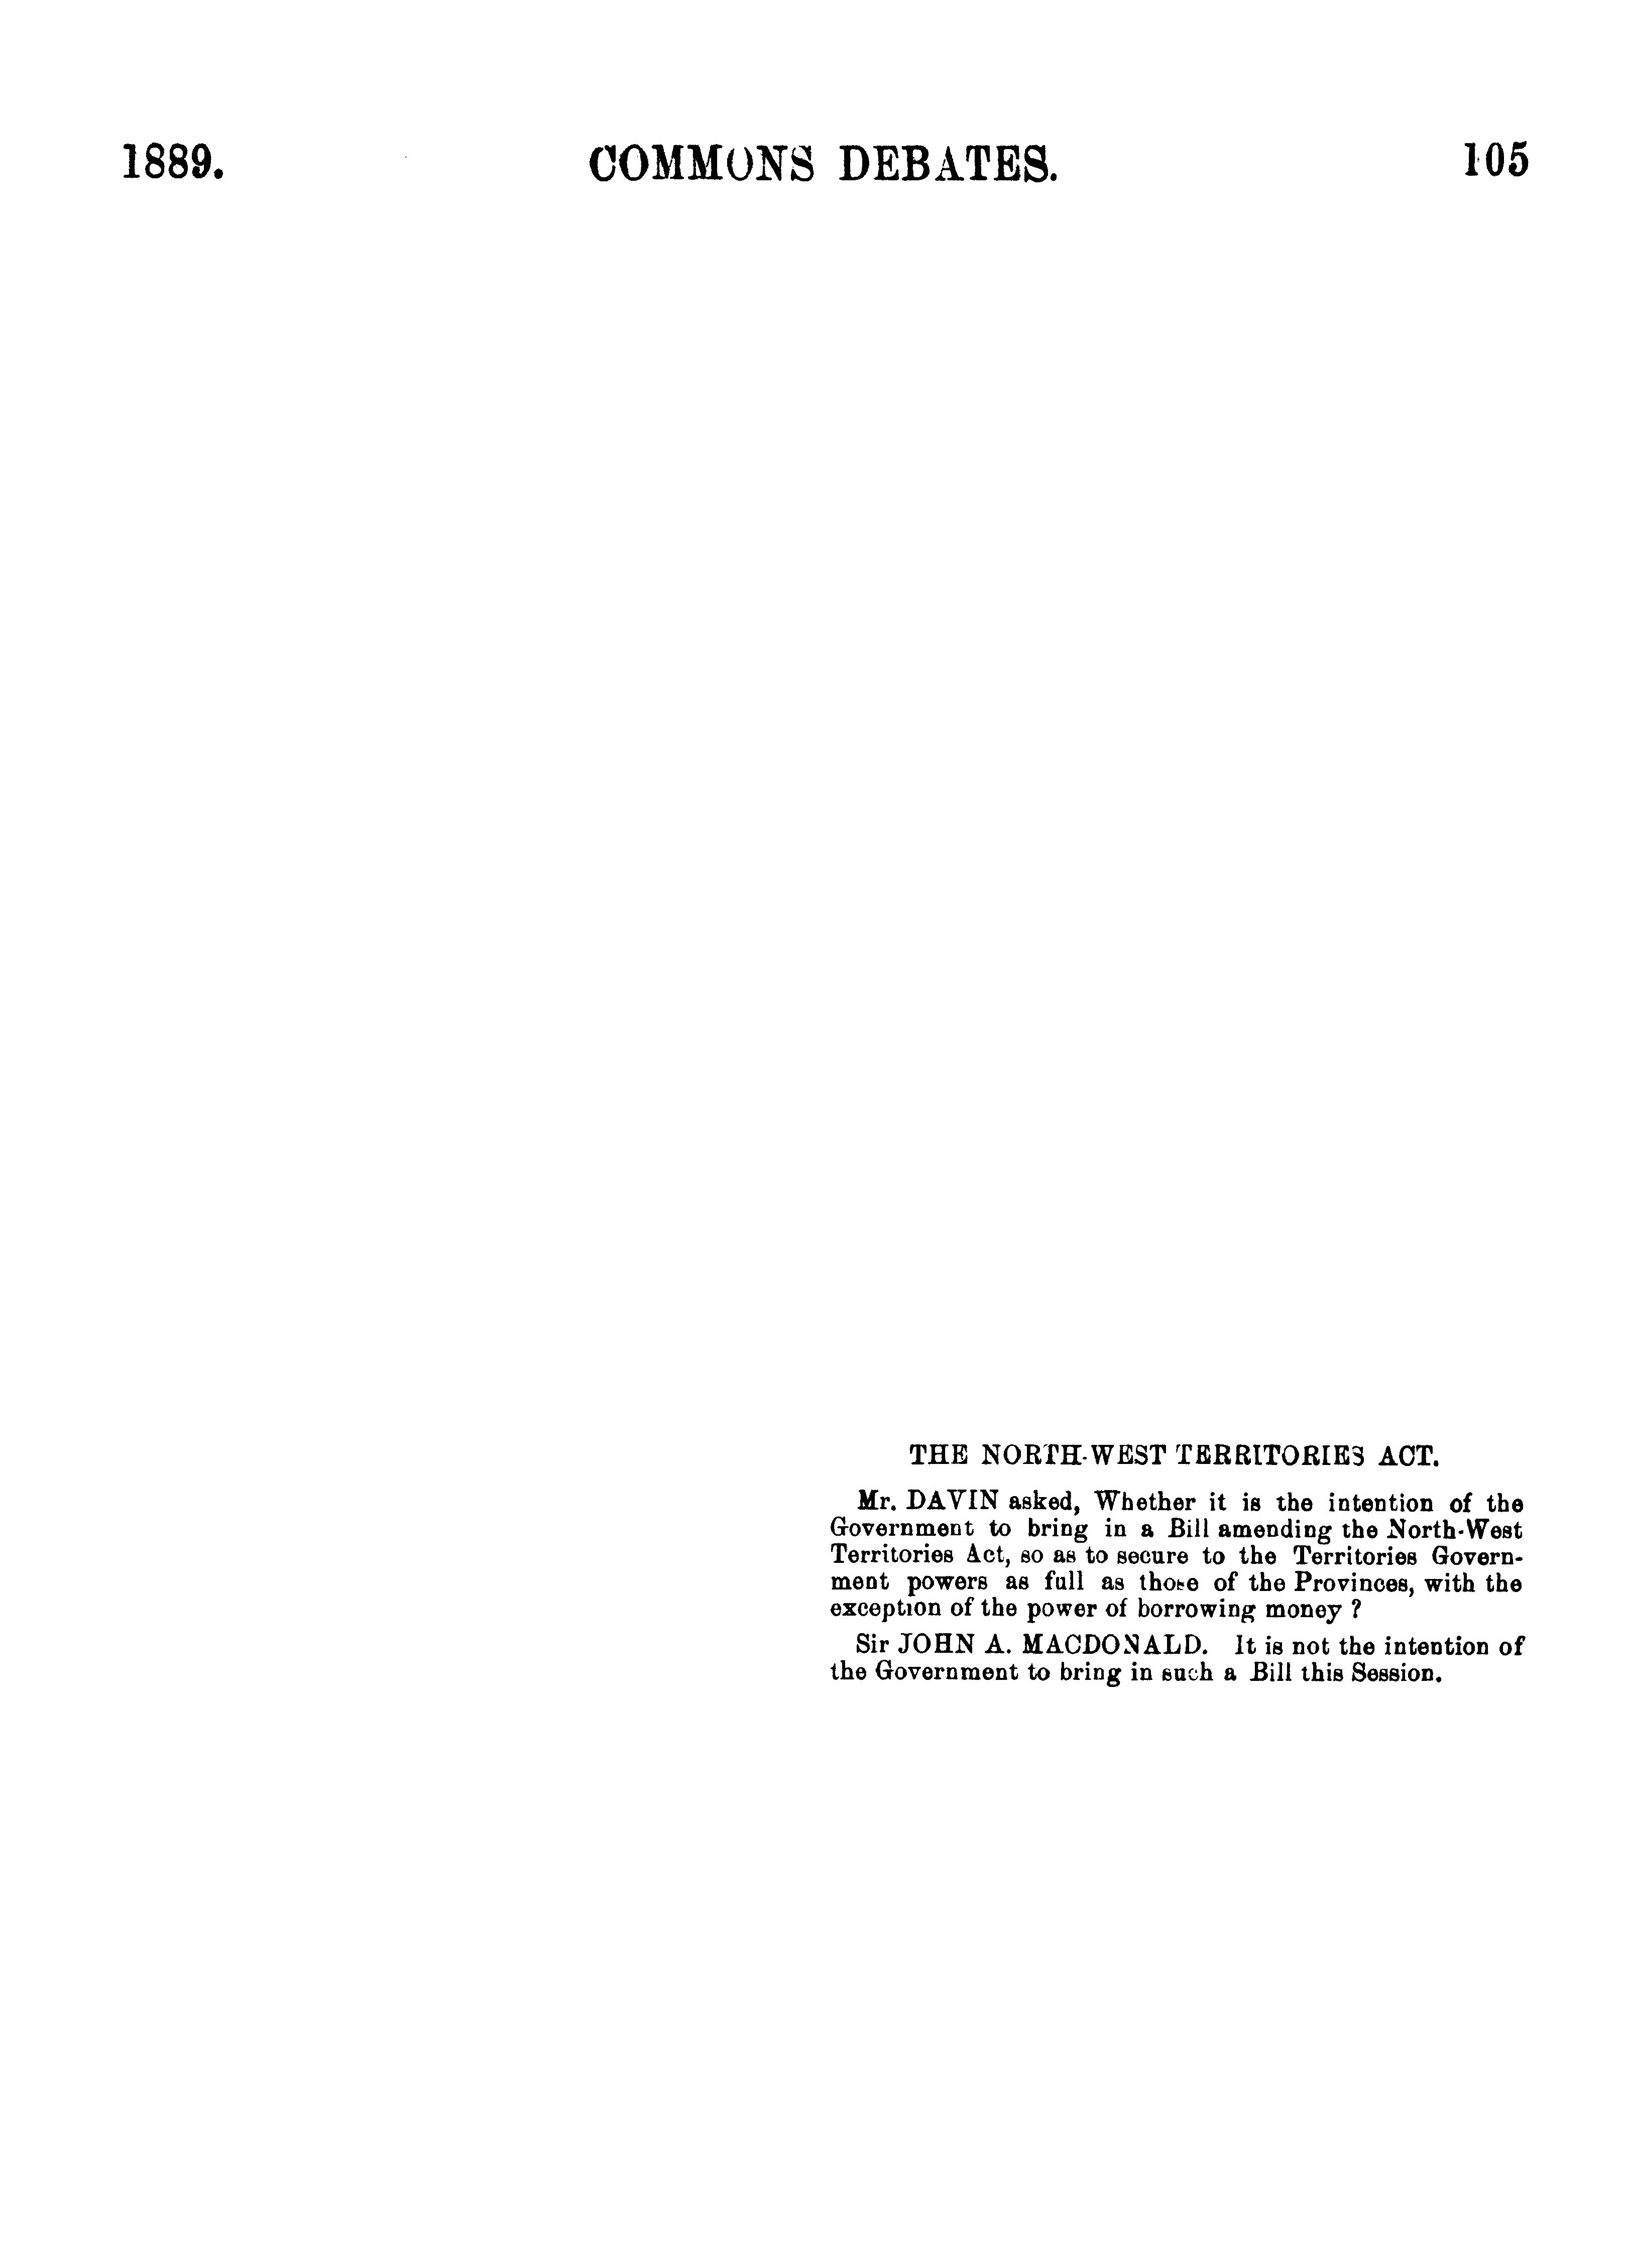 1889. COMMONS DEBATES. 105
THE NORTH-WEST TERRITORIES ACT.
Mr. DAVIN asked, Whether it is the intention of the
Government to bring in a Bill amending the North-West
Territories Act, so as to secure to the Territories Govern-
ment powers as full as those of the Provinces, with the
exception of the power of borrowing money ?
Sir JOHN A. MACDONALD. It is not the intention of
the Government to bring in such a Bill this Session.